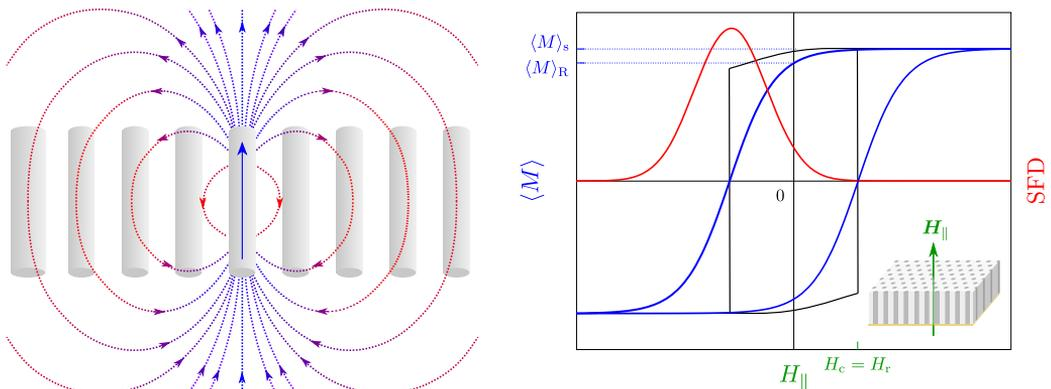 ⟨M⟩s
⟨M⟩R
⟨M⟩
0
SFD
H∥
H∥
Hc = Hr